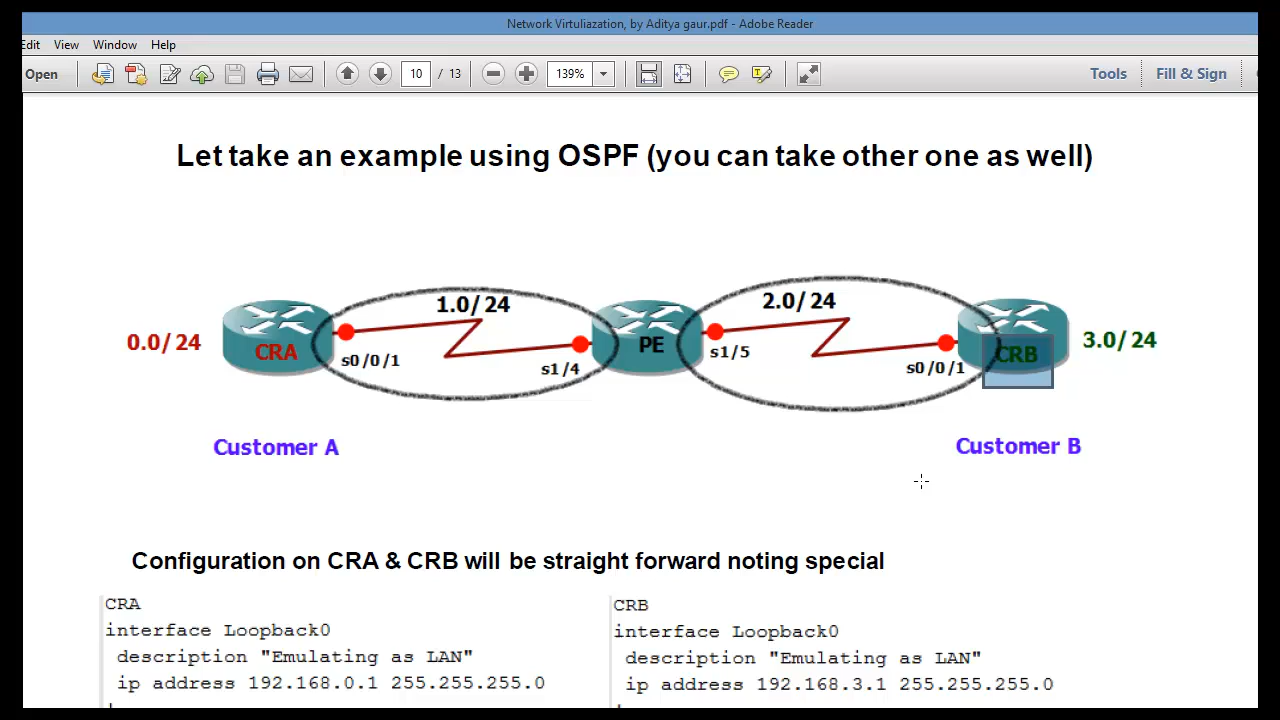 Network Virtuliazation, by Aditya gaur.pdf - Adobe Reader
Edit View Window Help
Open 10 / 13 139% Tools Fill & Sign
Let take an example using OSPF (you can take other one as well)
1.0/24 2.0/24
0.0/24 CRA s0/0/1 s1/4 PE s1/5 s0/0/1 CRB 3.0/24
Customer A Customer B
Configuration on CRA & CRB will be straight forward noting special
CRA
interface Loopback0
description "Emulating as LAN"
ip address 192.168.0.1 255.255.255.0
!
CRB
interface Loopback0
description "Emulating as LAN"
ip address 192.168.3.1 255.255.255.0
!